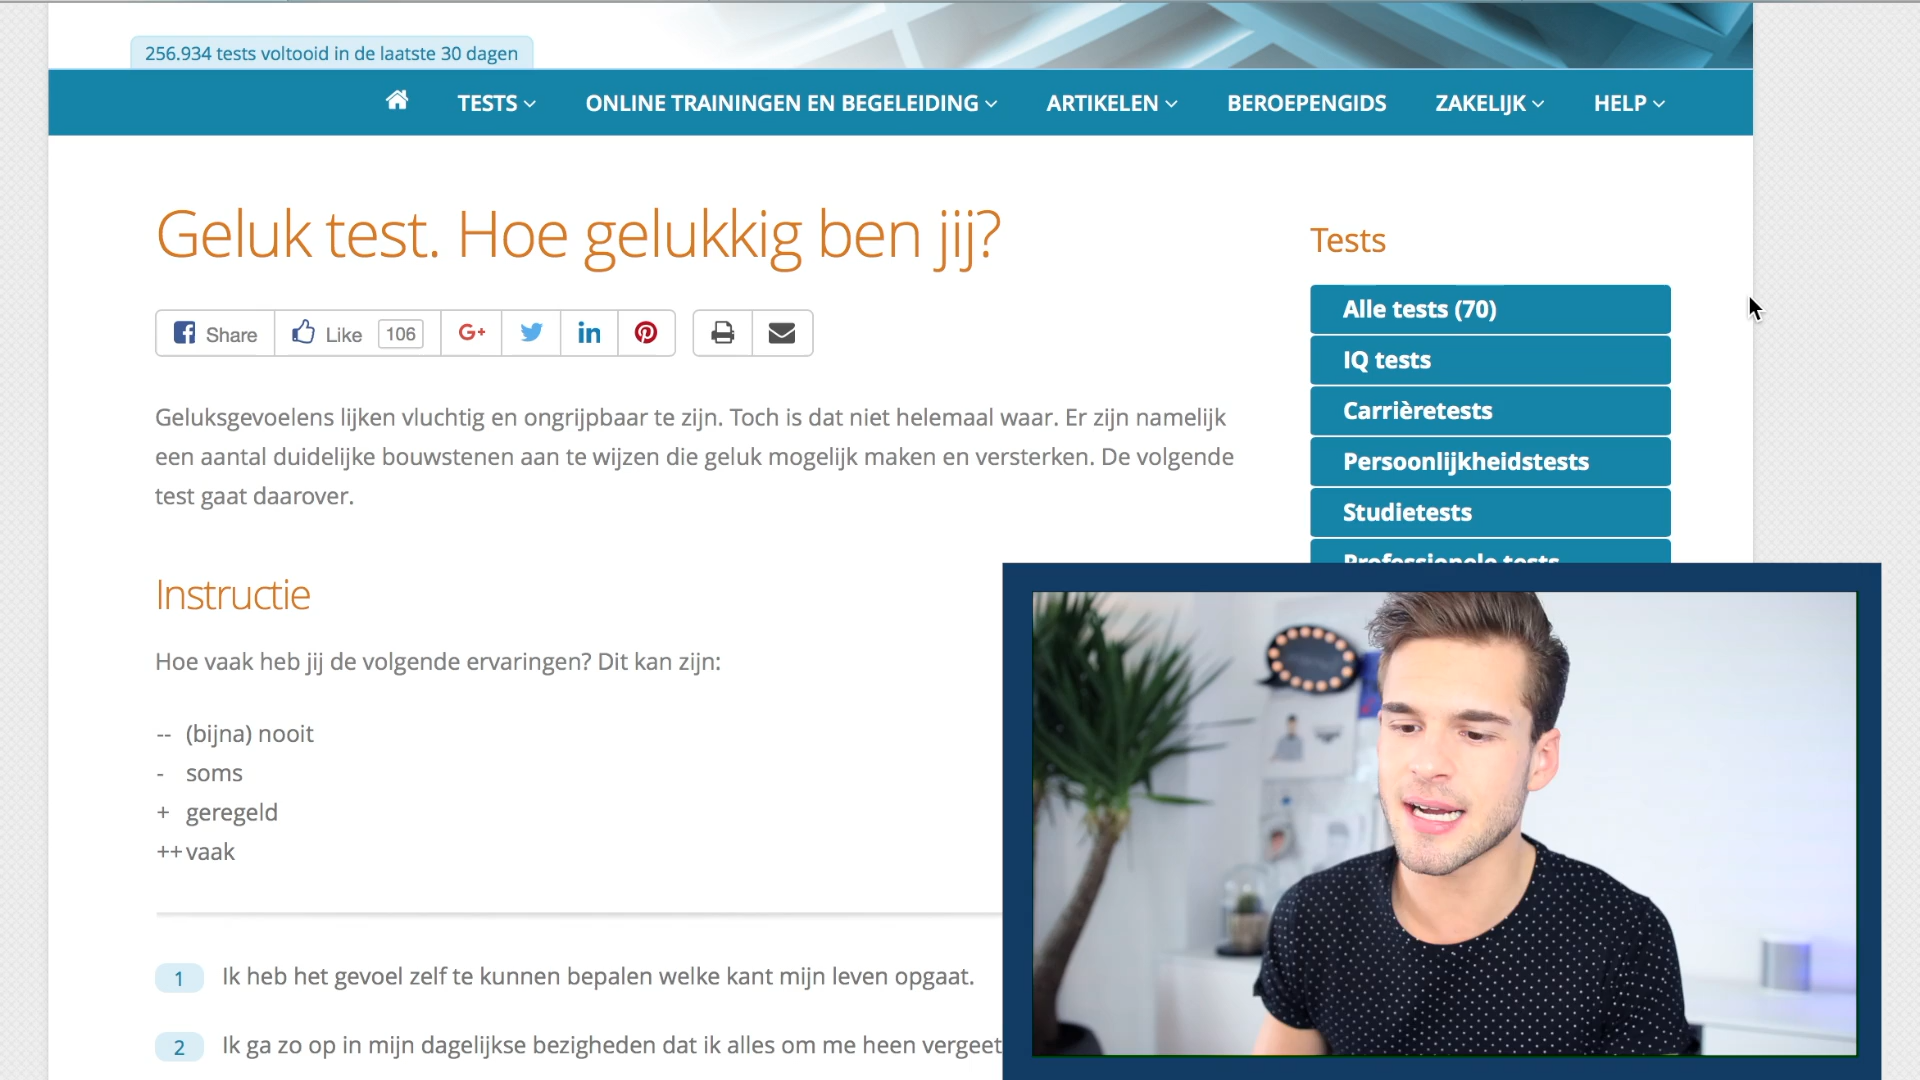 256.934 tests voltooid in de laatste 30 dagen
TESTS
ONLINE TRAININGEN EN BEGELEIDING
ARTIKELEN
BEROEPENGIDS
ZAKELIJK
HELP
Geluk test. Hoe gelukkig ben jij?
Share
Like
106
G+
in
Geluksgevoelens lijken vluchtig en ongrijpbaar te zijn. Toch is dat niet helemaal waar. Er zijn namelijk
een aantal duidelijke bouwstenen aan te wijzen die geluk mogelijk maken en versterken. De volgende
test gaat daarover.
Instructie
Hoe vaak heb jij de volgende ervaringen? Dit kan zijn:
-- (bijna) nooit
- soms
+ geregeld
++ vaak
1 Ik heb het gevoel zelf te kunnen bepalen welke kant mijn leven opgaat.
2 Ik ga zo op in mijn dagelijkse bezigheden dat ik alles om me heen vergeet
Tests
Alle tests (70)
IQ tests
Carrièretests
Persoonlijkheidstests
Studietests
Professionele tests